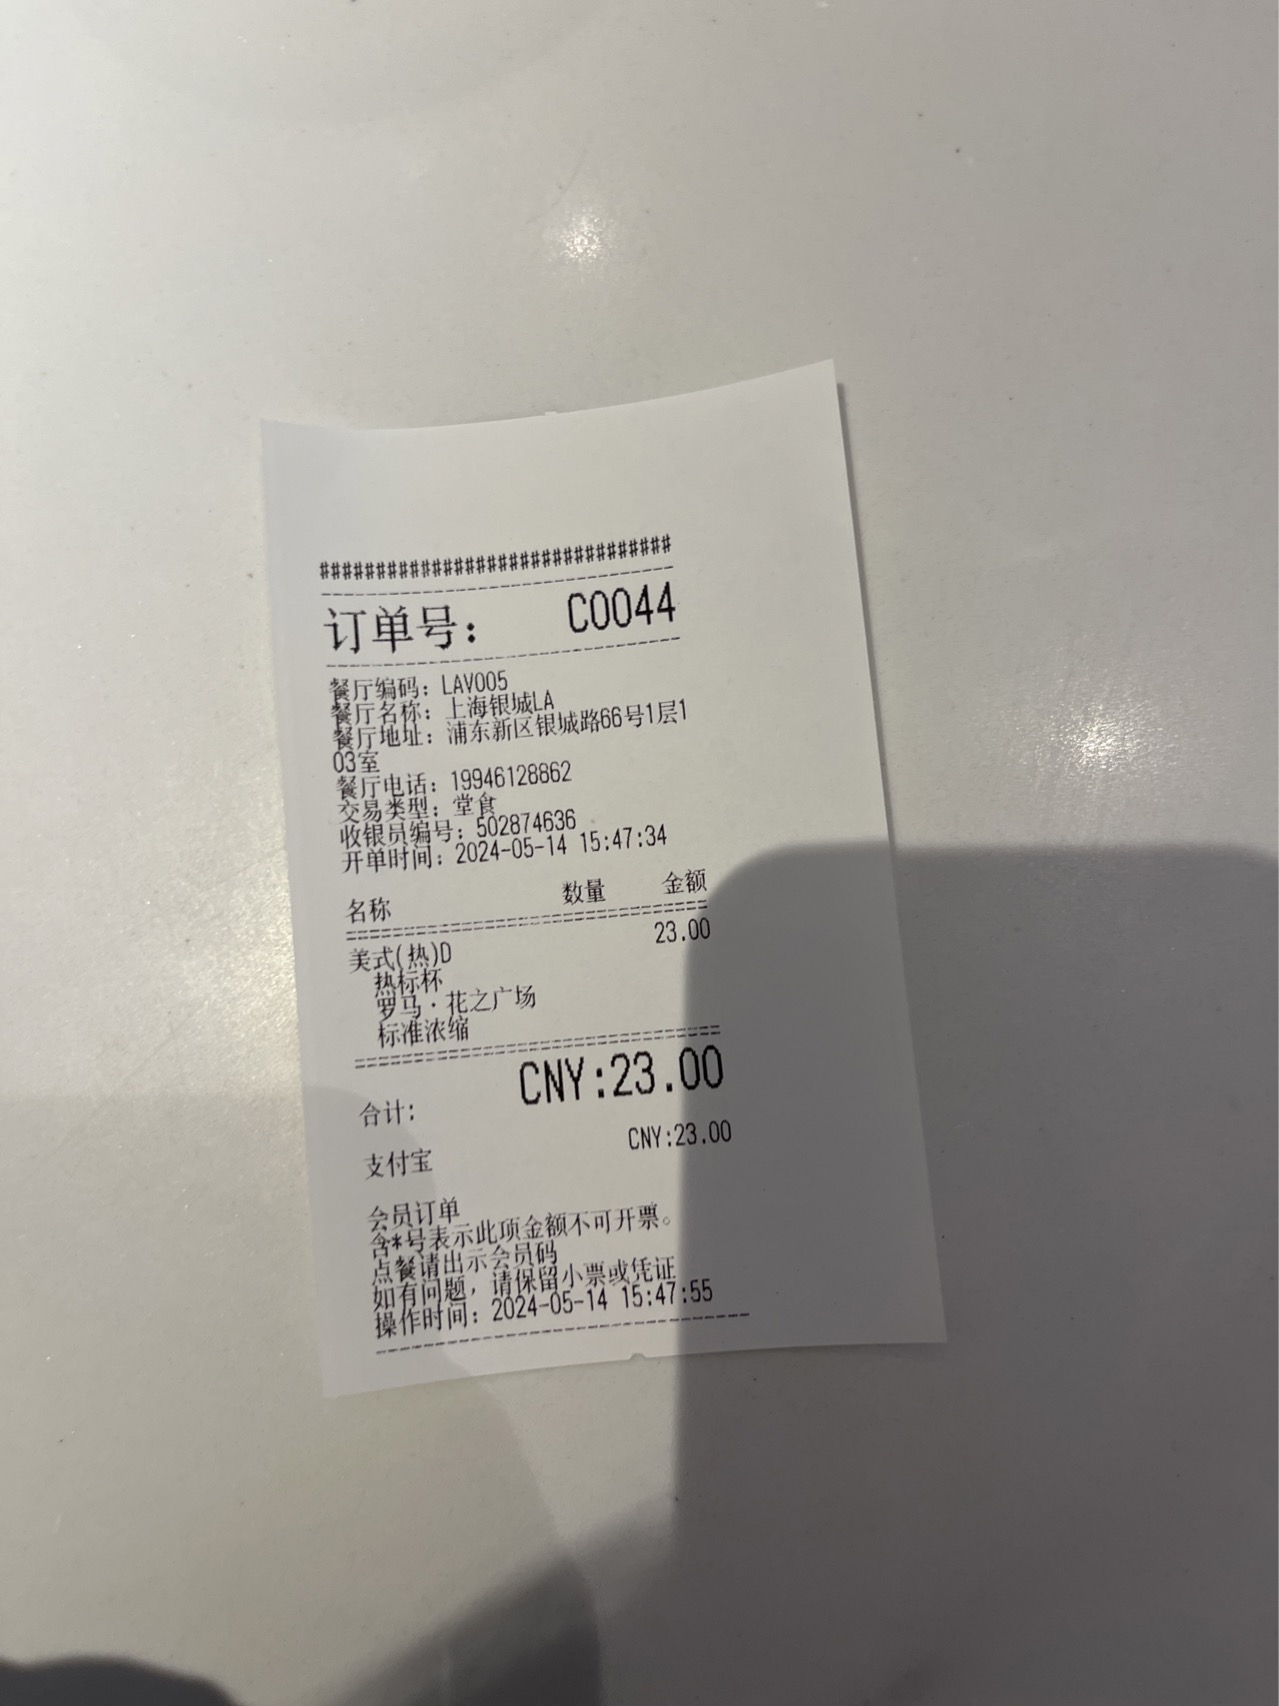 ################################
订单号： C0044
餐厅编码：LAV005
餐厅名称：上海银城LA
餐厅地址：浦东新区银城路66号1层1
03室
餐厅电话：19946128862
交易类型：堂食
收银员编号：502874636
开单时间：2024-05-14 15:47:34
名称 数量 金额
美式(热)D 23.00
热标杯
罗马·花之广场
标准浓缩
合计： CNY:23.00
支付宝 CNY:23.00
会员订单
含*号表示此项金额不可开票。
点餐请出示会员码
如有问题，请保留小票或凭证
操作时间：2024-05-14 15:47:55